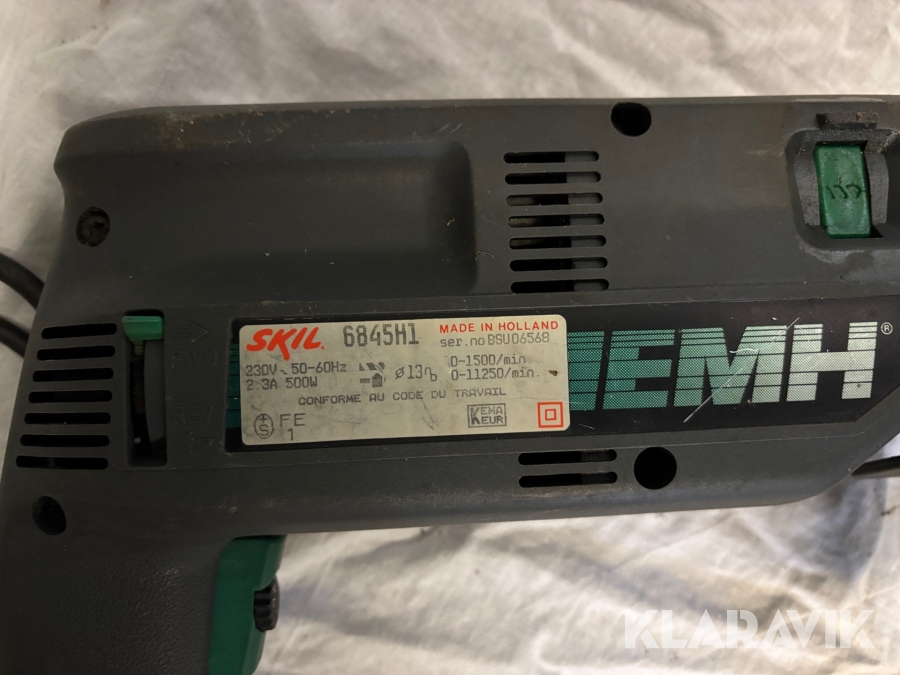 SKIL 6845H1 MADE IN HOLLAND
ser.no BSU06568
230V~ 50-60Hz ø13 0-1500/min
2.3A 500W 0-11250/min.
CONFORME AU CODE DU TRAVAIL
S FE
1
KEMA
EUR
EMH®
KLARAVIK